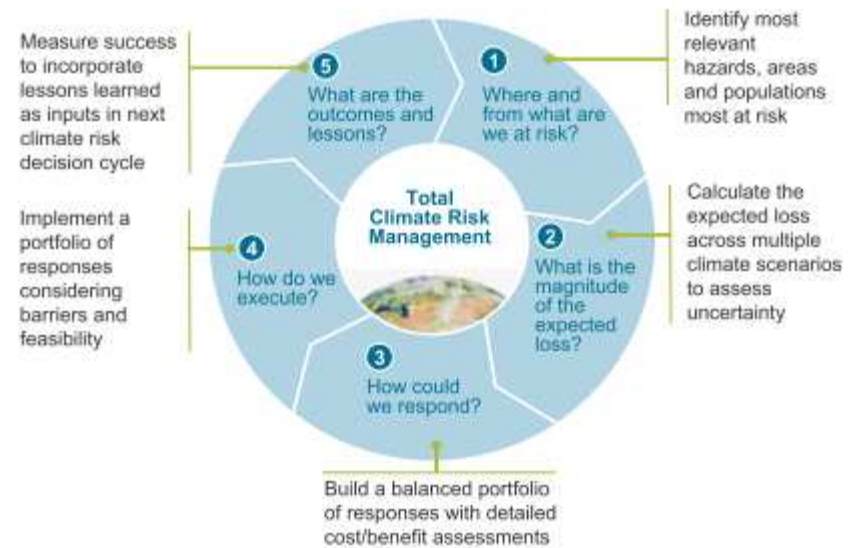 Total
Climate Risk
Management
1
Where and
from what are
we at risk?
Identify most
relevant
hazards, areas
and populations
most at risk
2
What is the
magnitude
of the
expected
loss?
Calculate the
expected loss
across multiple
climate scenarios
to assess
uncertainty
3
How could
we respond?
Build a balanced portfolio
of responses with detailed
cost/benefit assessments
4
How do we
execute?
Implement a
portfolio of
responses
considering
barriers and
feasibility
5
What are the
outcomes and
lessons?
Measure success
to incorporate
lessons learned
as inputs in next
climate risk
decision cycle